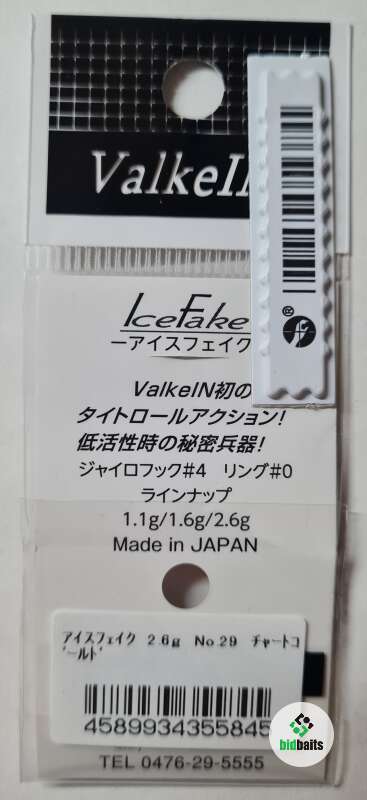 ValkeIN
IceFake
ーアイスフェイク
ValkeIN初の
タイトロールアクション!
低活性時の秘密兵器!
ジャイロフック#4 リング#0
ラインナップ
1.1g/1.6g/2.6g
Made in JAPAN
アイスフェイク 2.6g No.29 チャートコ
゙ールド
4589934355845
TEL 0476-29-5555
bidbaits
®